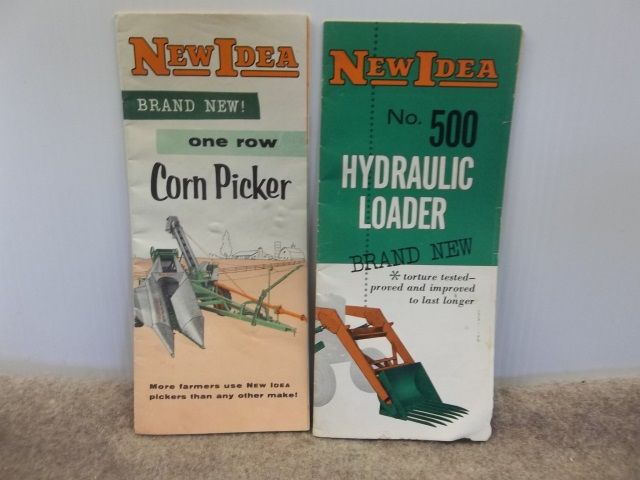 NEW IDEA
BRAND NEW!
one row
Corn Picker
More farmers use NEW IDEA
pickers than any other make!
NEW IDEA
No. 500
HYDRAULIC
LOADER
BRAND NEW
* torture tested—
proved and improved
to last longer